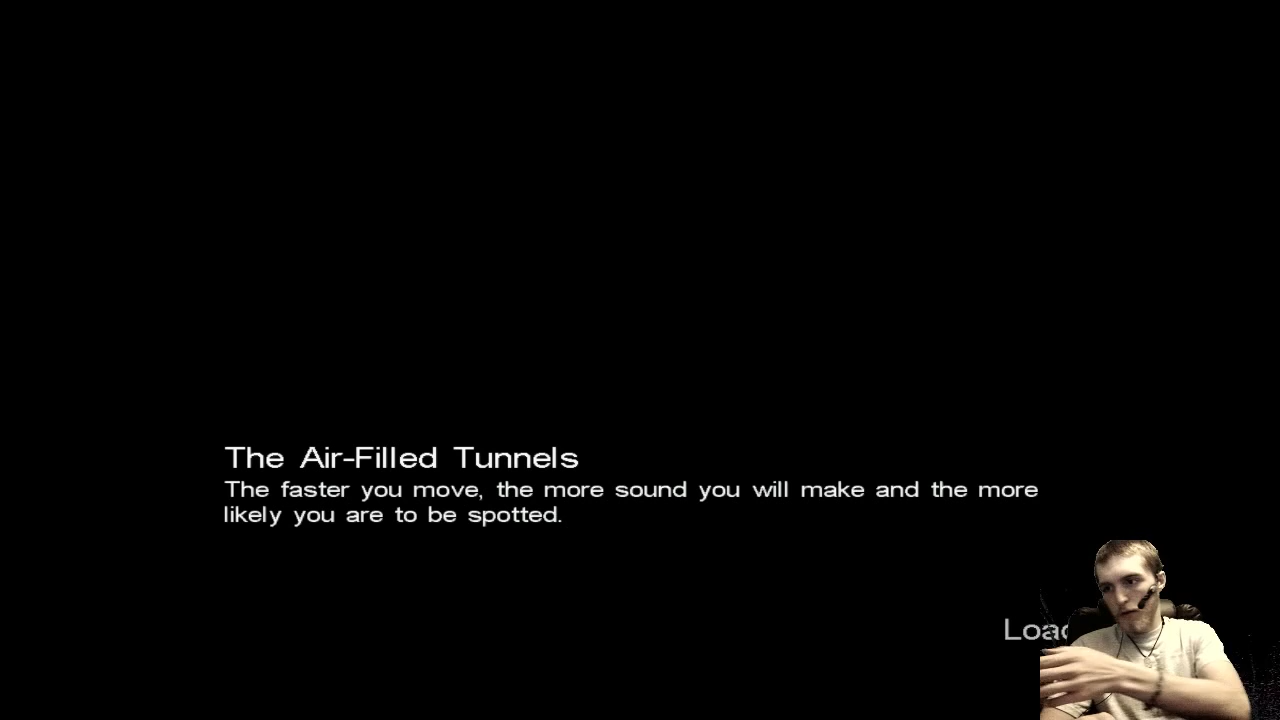 The Air-Filled Tunnels
The faster you move, the more sound you will make and the more
likely you are to be spotted.